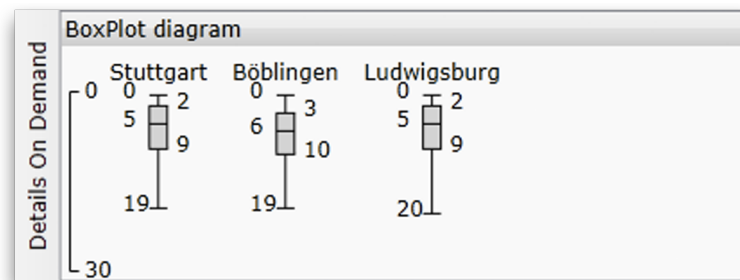 BoxPlot diagram
Details On Demand
Stuttgart Böblingen Ludwigsburg
0 0 0 0
2 3 2
5 6 5
9 10 9
19 19 20
30